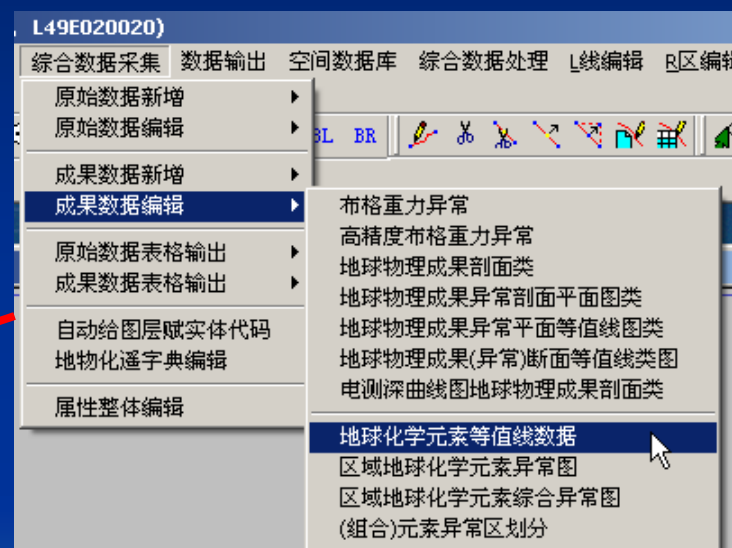 L49E020020)
综合数据采集 数据输出 空间数据库 综合数据处理 L线编辑 R区编辑
原始数据新增
原始数据编辑
BL BR
成果数据新增
成果数据编辑
原始数据表格输出
成果数据表格输出
自动给图层赋实体代码
地物化遥字典编辑
属性整体编辑
布格重力异常
高精度布格重力异常
地球物理成果剖面类
地球物理成果异常剖面平面图类
地球物理成果异常平面等值线图类
地球物理成果(异常)断面等值线类图
电测深曲线图地球物理成果剖面类
地球化学元素等值线数据
区域地球化学元素异常图
区域地球化学元素综合异常图
(组合)元素异常区划分